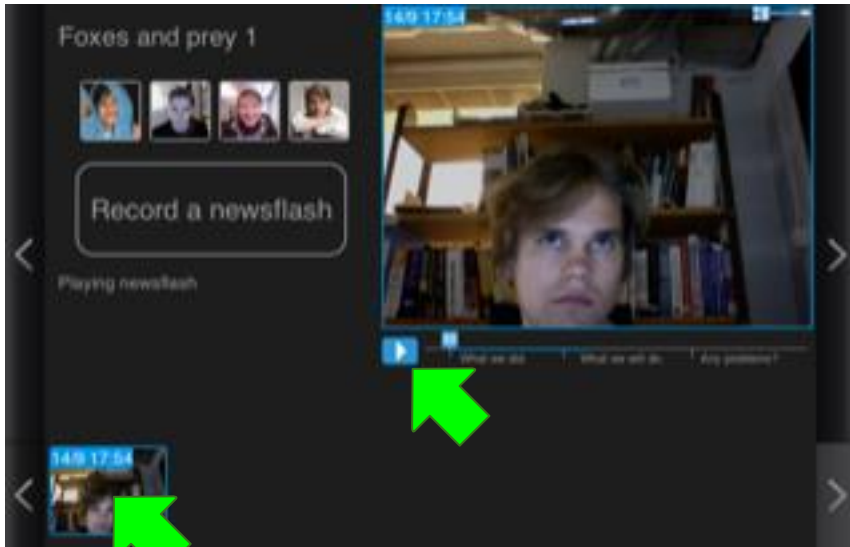 Foxes and prey 1
14/9 17:54
Record a newsflash
Playing newsflash
What we did
What we will do
Any problems?
14/9 17:54